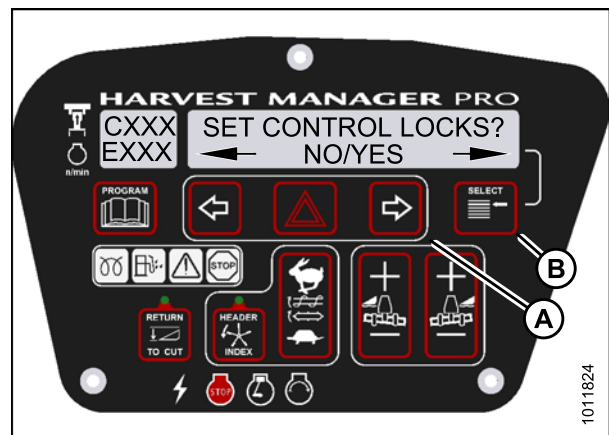 HARVEST MANAGER PRO
CXXX
EXXX
SET CONTROL LOCKS?
NO/YES
n/min
PROGRAM
SELECT
B
A
STOP
RETURN
TO CUT
HEADER
INDEX
STOP
1011824